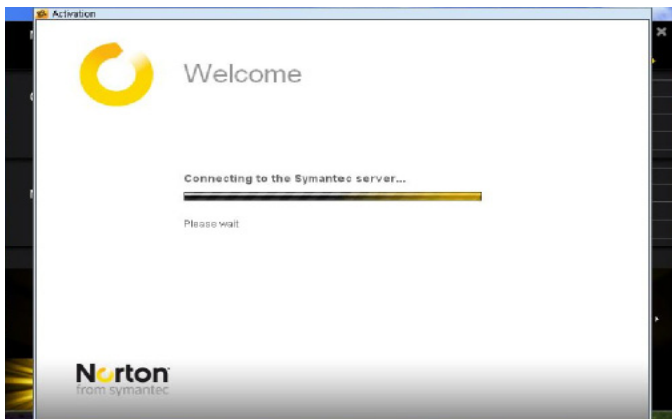 Activation
Welcome
Connecting to the Symantec server...
Please wait
Norton
from symantec